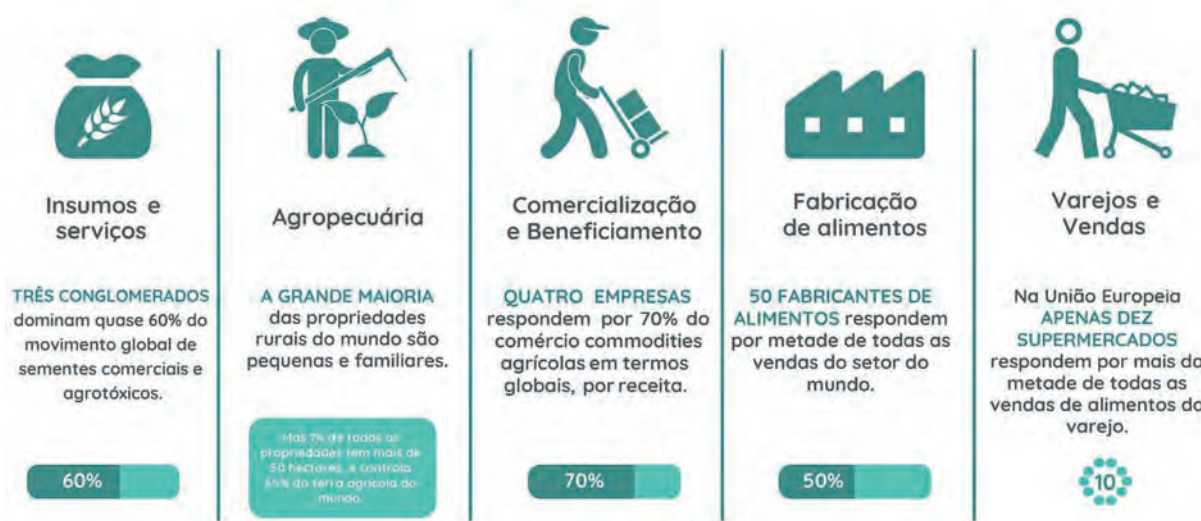 Insumos e
serviços
TRÊS CONGLOMERADOS
dominam quase 60% do
movimento global de
sementes comerciais e
agrotóxicos.
60%
Agropecuária
A GRANDE MAIORIA
das propriedades
rurais do mundo são
pequenas e familiares.
Mas 1% de todas as
propriedades tem mais de
50 hectares, e controla
65% da terra agrícola do
mundo.
Comercialização
e Beneficiamento
QUATRO EMPRESAS
respondem por 70% do
comércio commodities
agrícolas em termos
globais, por receita.
70%
Fabricação
de alimentos
50 FABRICANTES DE
ALIMENTOS respondem
por metade de todas as
vendas do setor do
mundo.
50%
Varejos e
Vendas
Na União Europeia
APENAS DEZ
SUPERMERCADOS
respondem por mais da
metade de todas as
vendas de alimentos do
varejo.
10